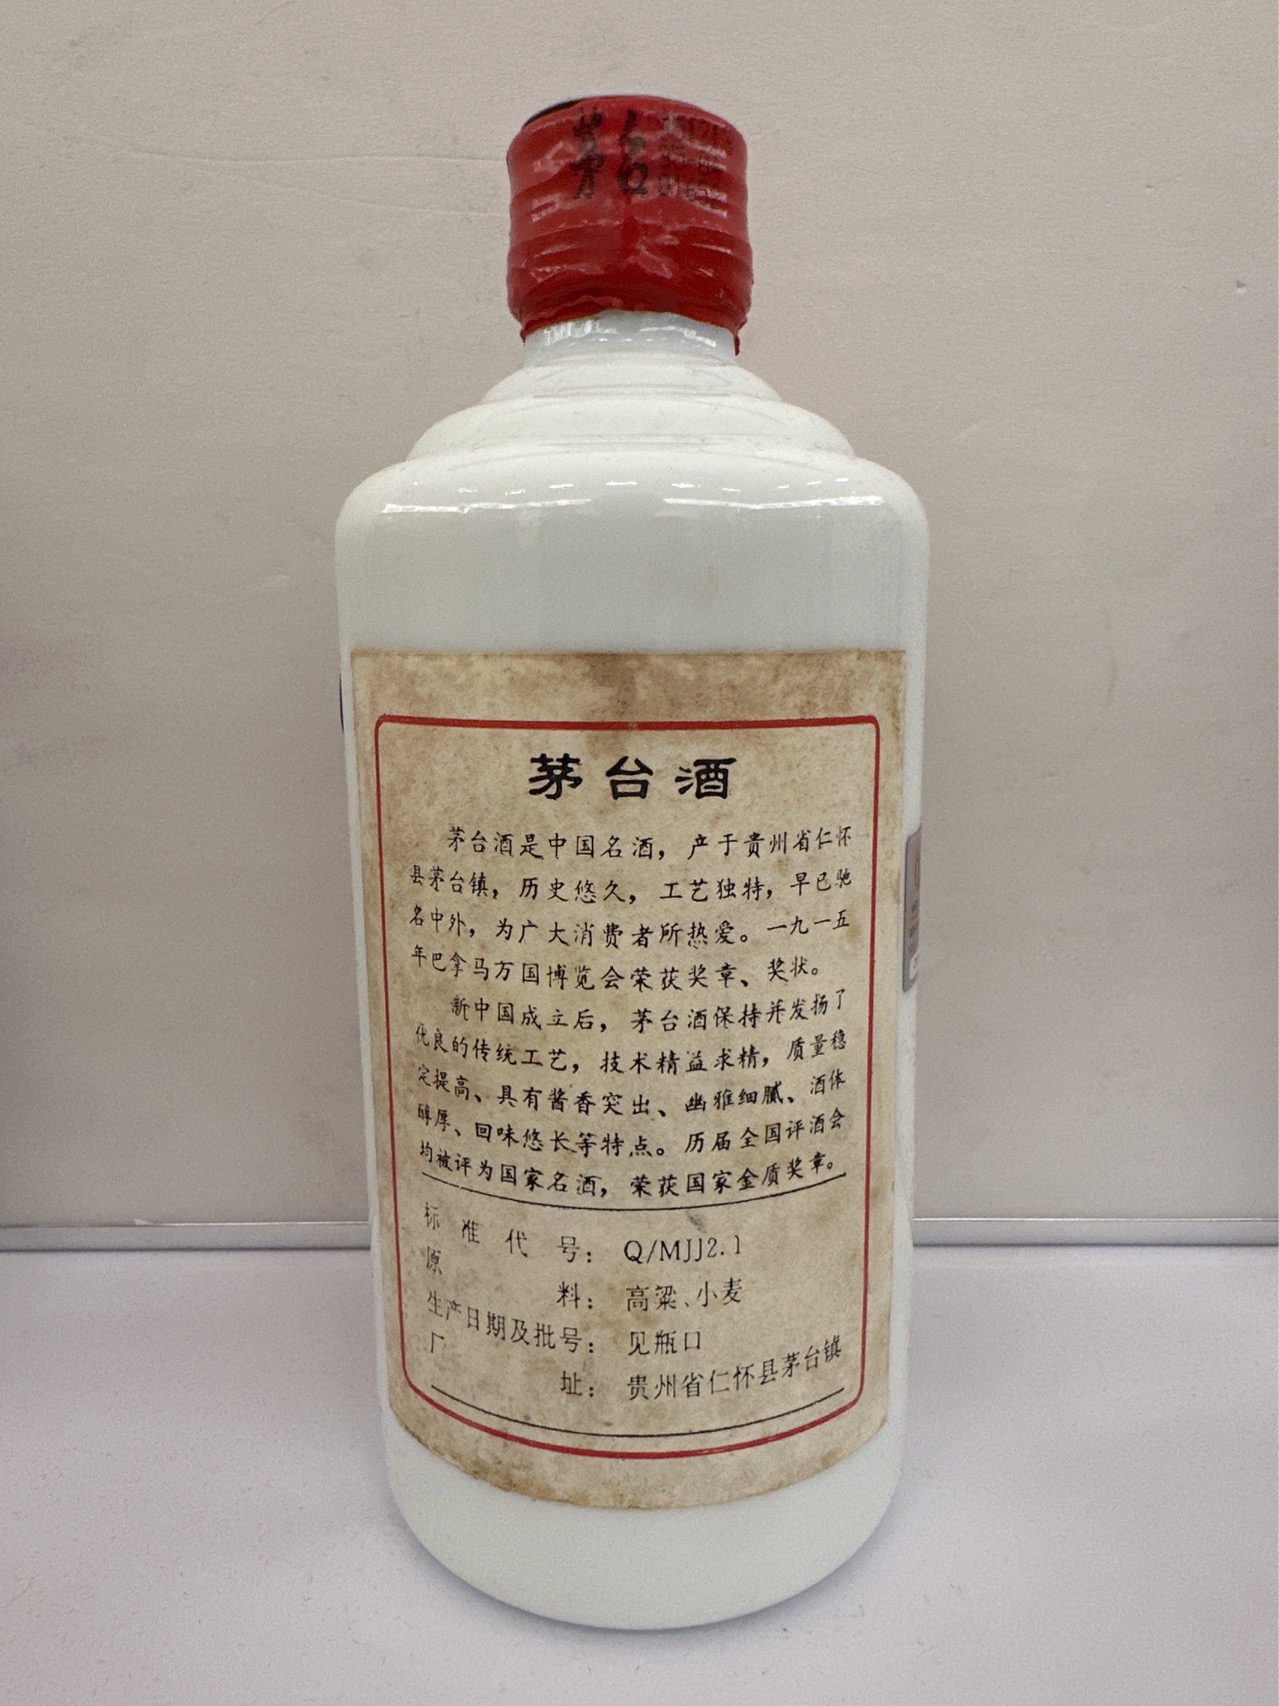 茅台
茅台酒
茅台酒是中国名酒，产于贵州省仁怀
县茅台镇，历史悠久，工艺独特，早已驰
名中外，为广大消费者所热爱。一九一五
年巴拿马万国博览会荣获奖章、奖状。
新中国成立后，茅台酒保持并发扬了
优良的传统工艺，技术精益求精，质量稳
定提高、具有酱香突出、幽雅细腻、酒体
醇厚、回味悠长等特点。历届全国评酒会
均被评为国家名酒，荣获国家金质奖章。
标准代号：Q/MJJ2.1
原料：高粱、小麦
生产日期及批号：见瓶口
厂址：贵州省仁怀县茅台镇